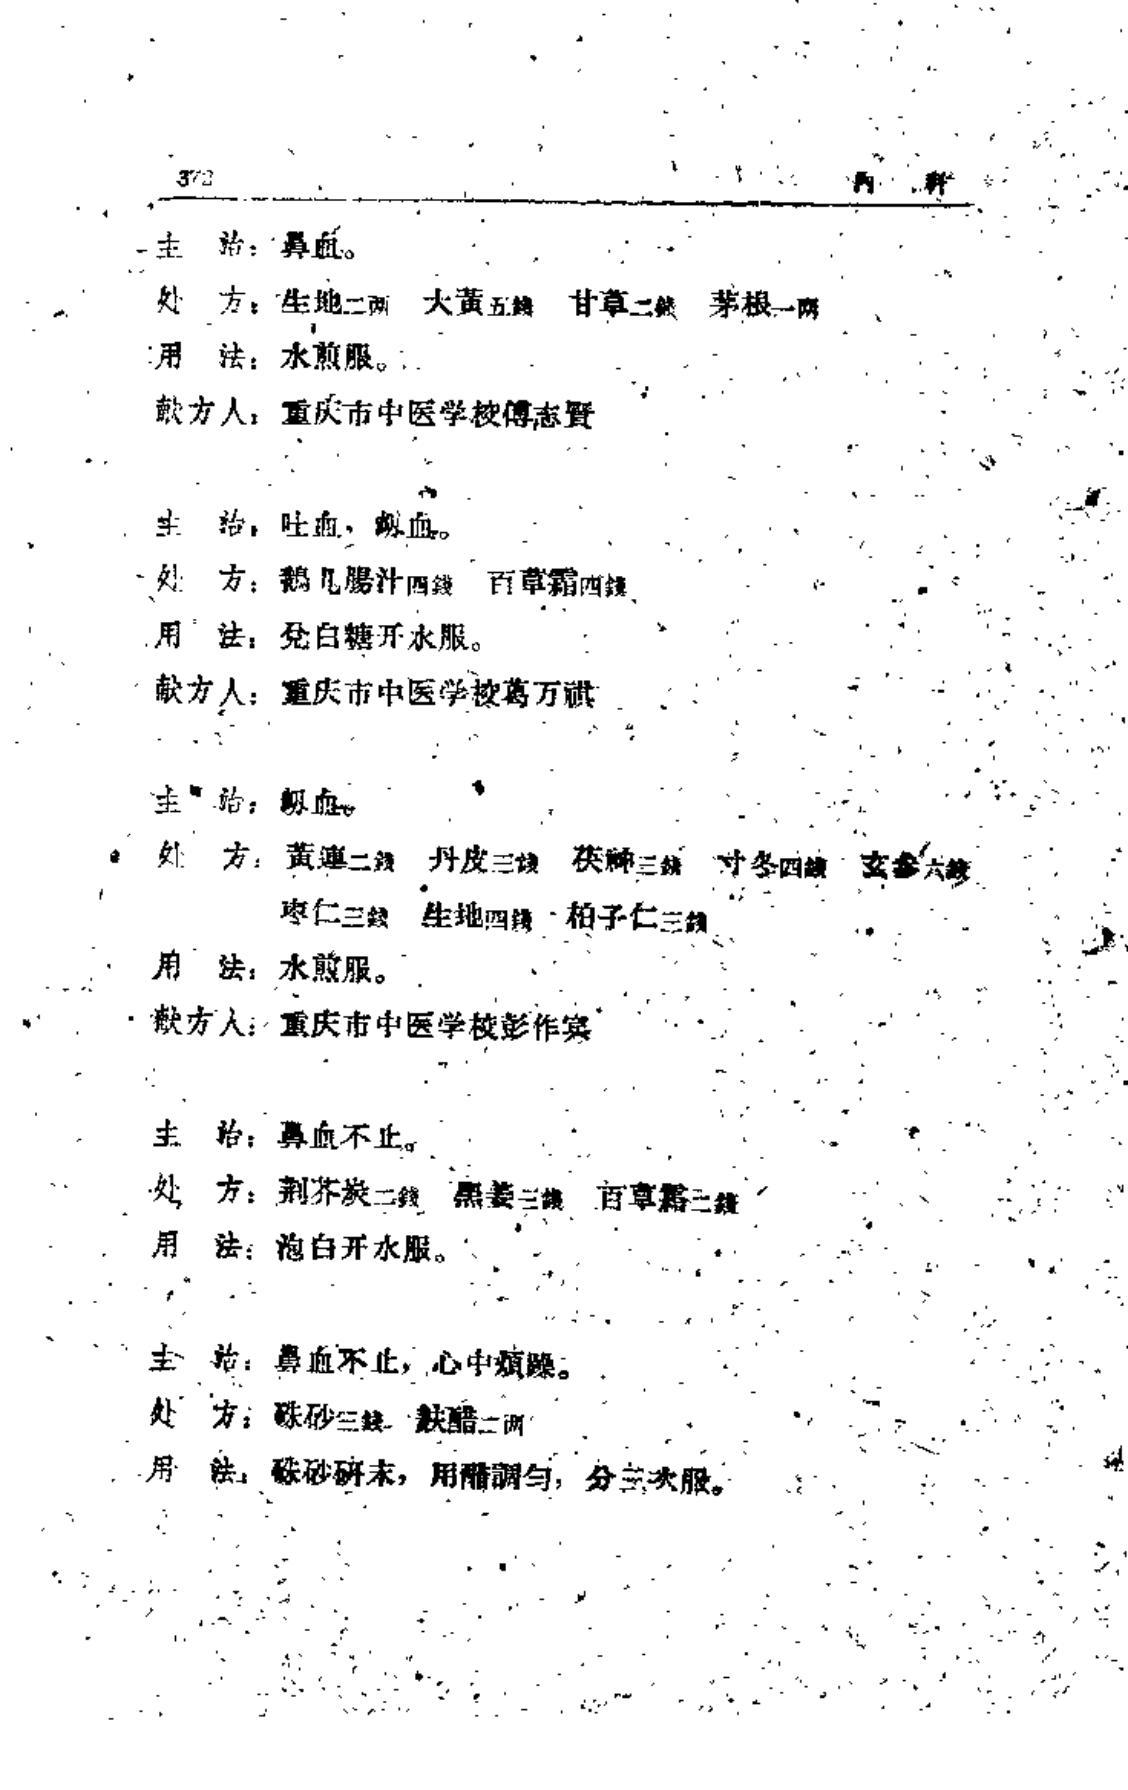 372 內　科
主　治：鼻血。
处　方：生地二兩　大黃五錢　甘草二錢　茅根一兩
用　法：水煎服。
献方人：重庆市中医学校傅志賢
主　治：吐血，衂血。
处　方：鵝几腸汁四錢　百草霜四錢
用　法：兌白糖开水服。
献方人：重庆市中医学校葛万祺
主　治：衂血。
处　方：黃連二錢　丹皮三錢　茯神三錢　寸冬四錢　玄参六錢
枣仁三錢　生地四錢　柏子仁三錢
用　法：水煎服。
献方人：重庆市中医学校彭作宾
主　治：鼻血不止。
处　方：荆芥炭二錢　黑姜三錢　百草霜三錢
用　法：泡白开水服。
主　治：鼻血不止，心中煩躁。
处　方：硃砂三錢　麸醋二兩
用　法：硃砂研末，用醋調勻，分三次服。